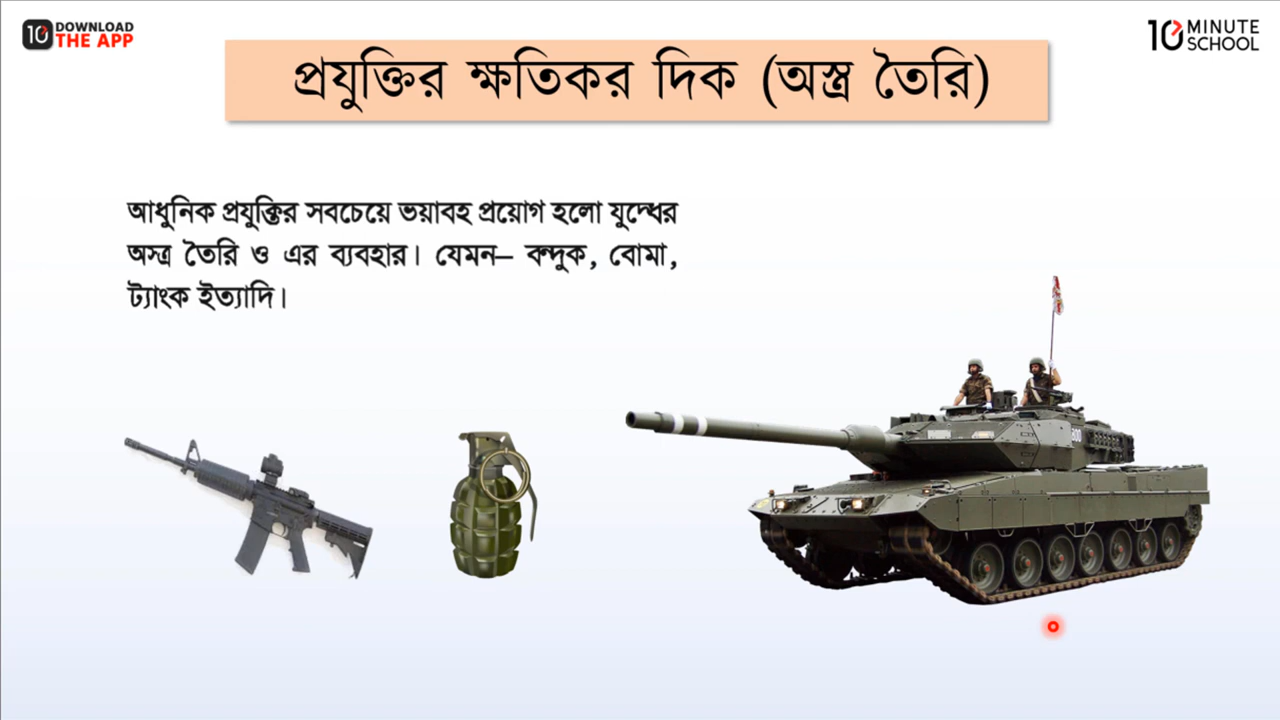 10 DOWNLOAD
THE APP
10 MINUTE
SCHOOL
প্রযুক্তির ক্ষতিকর দিক (অস্ত্র তৈরি)
আধুনিক প্রযুক্তির সবচেয়ে ভয়াবহ প্রয়োগ হলো যুদ্ধের
অস্ত্র তৈরি ও এর ব্যবহার। যেমন– বন্দুক, বোমা,
ট্যাংক ইত্যাদি।